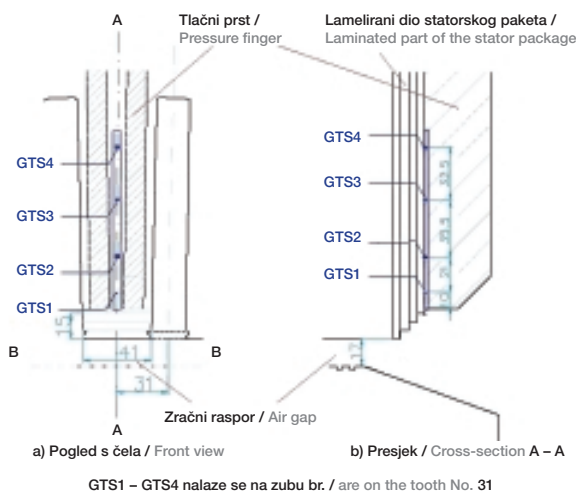 A
Tlačni prst /
Pressure finger
Lamelirani dio statorskog paketa /
Laminated part of the stator package
GTS4
GTS3
GTS2
GTS1
15
B
41
B
31
A
GTS4
GTS3
GTS2
GTS1
17
Zračni raspor / Air gap
a) Pogled s čela / Front view
b) Presjek / Cross-section A – A
GTS1 – GTS4 nalaze se na zubu br. / are on the tooth No. 31